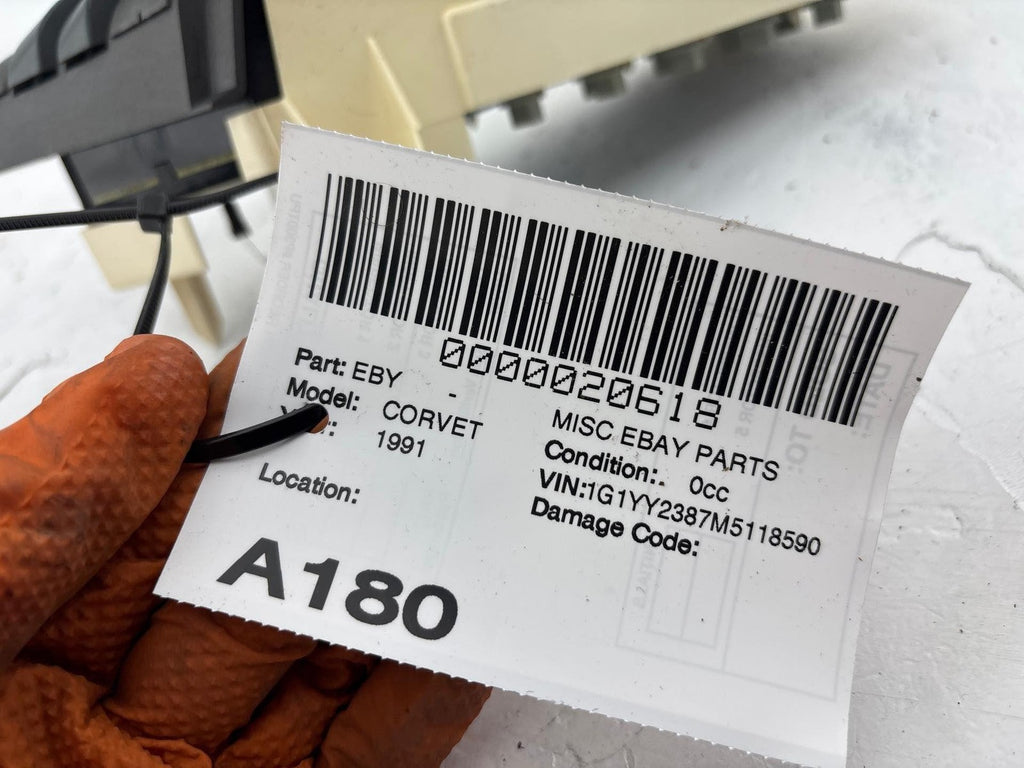 0000020618
Part: EBY - MISC EBAY PARTS
Model: CORVET Condition:. 0cc
1991 VIN:1G1YY2387M5118590
Location: Damage Code:
A180